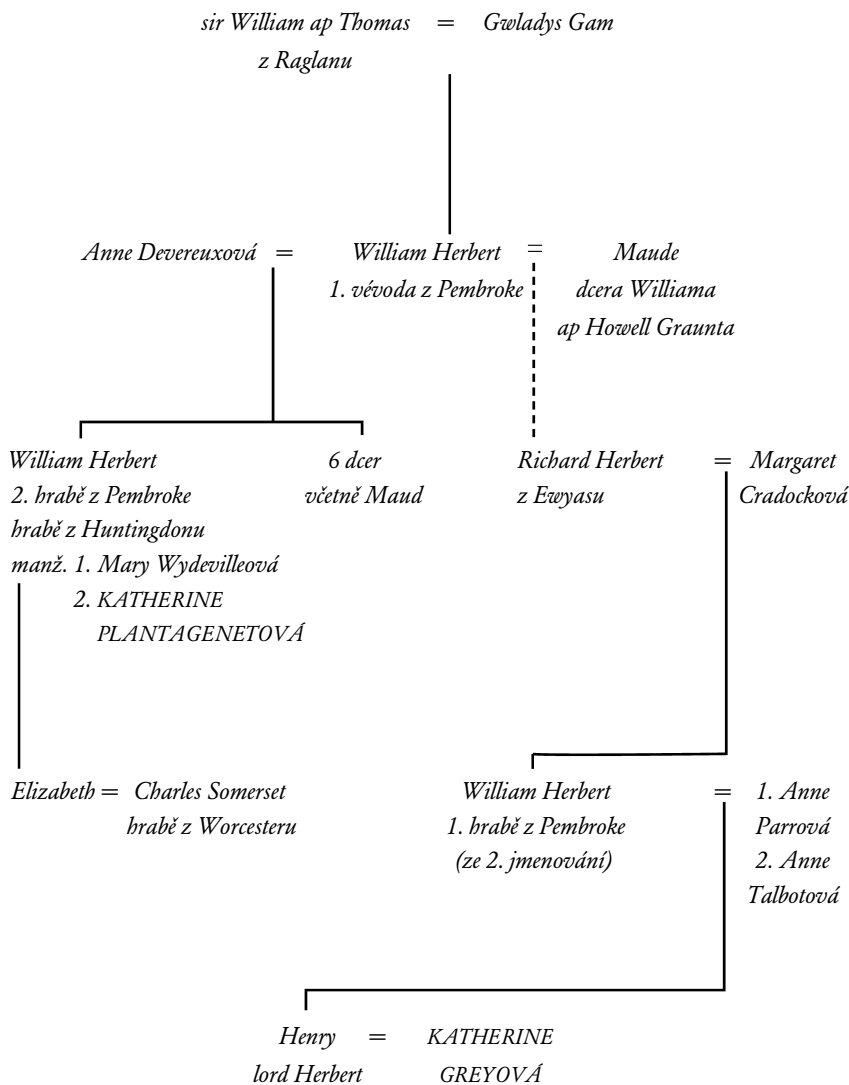 sir William ap Thomas = Gwladys Gam
z Raglanu
Anne Devereuxová = William Herbert = Maude
1. vévoda z Pembroke dcera Williama
ap Howell Graunta
William Herbert 6 dcer Richard Herbert = Margaret
2. hrabě z Pembroke včetně Maud z Ewyasu Cradocková
hrabě z Huntingdonu
manž. 1. Mary Wydevilleová
2. KATHERINE
PLANTAGENETOVÁ
Elizabeth = Charles Somerset William Herbert = 1. Anne
hrabě z Worcesteru 1. hrabě z Pembroke Parrová
(ze 2. jmenování) 2. Anne
Talbotová
Henry = KATHERINE
lord Herbert GREYOVÁ